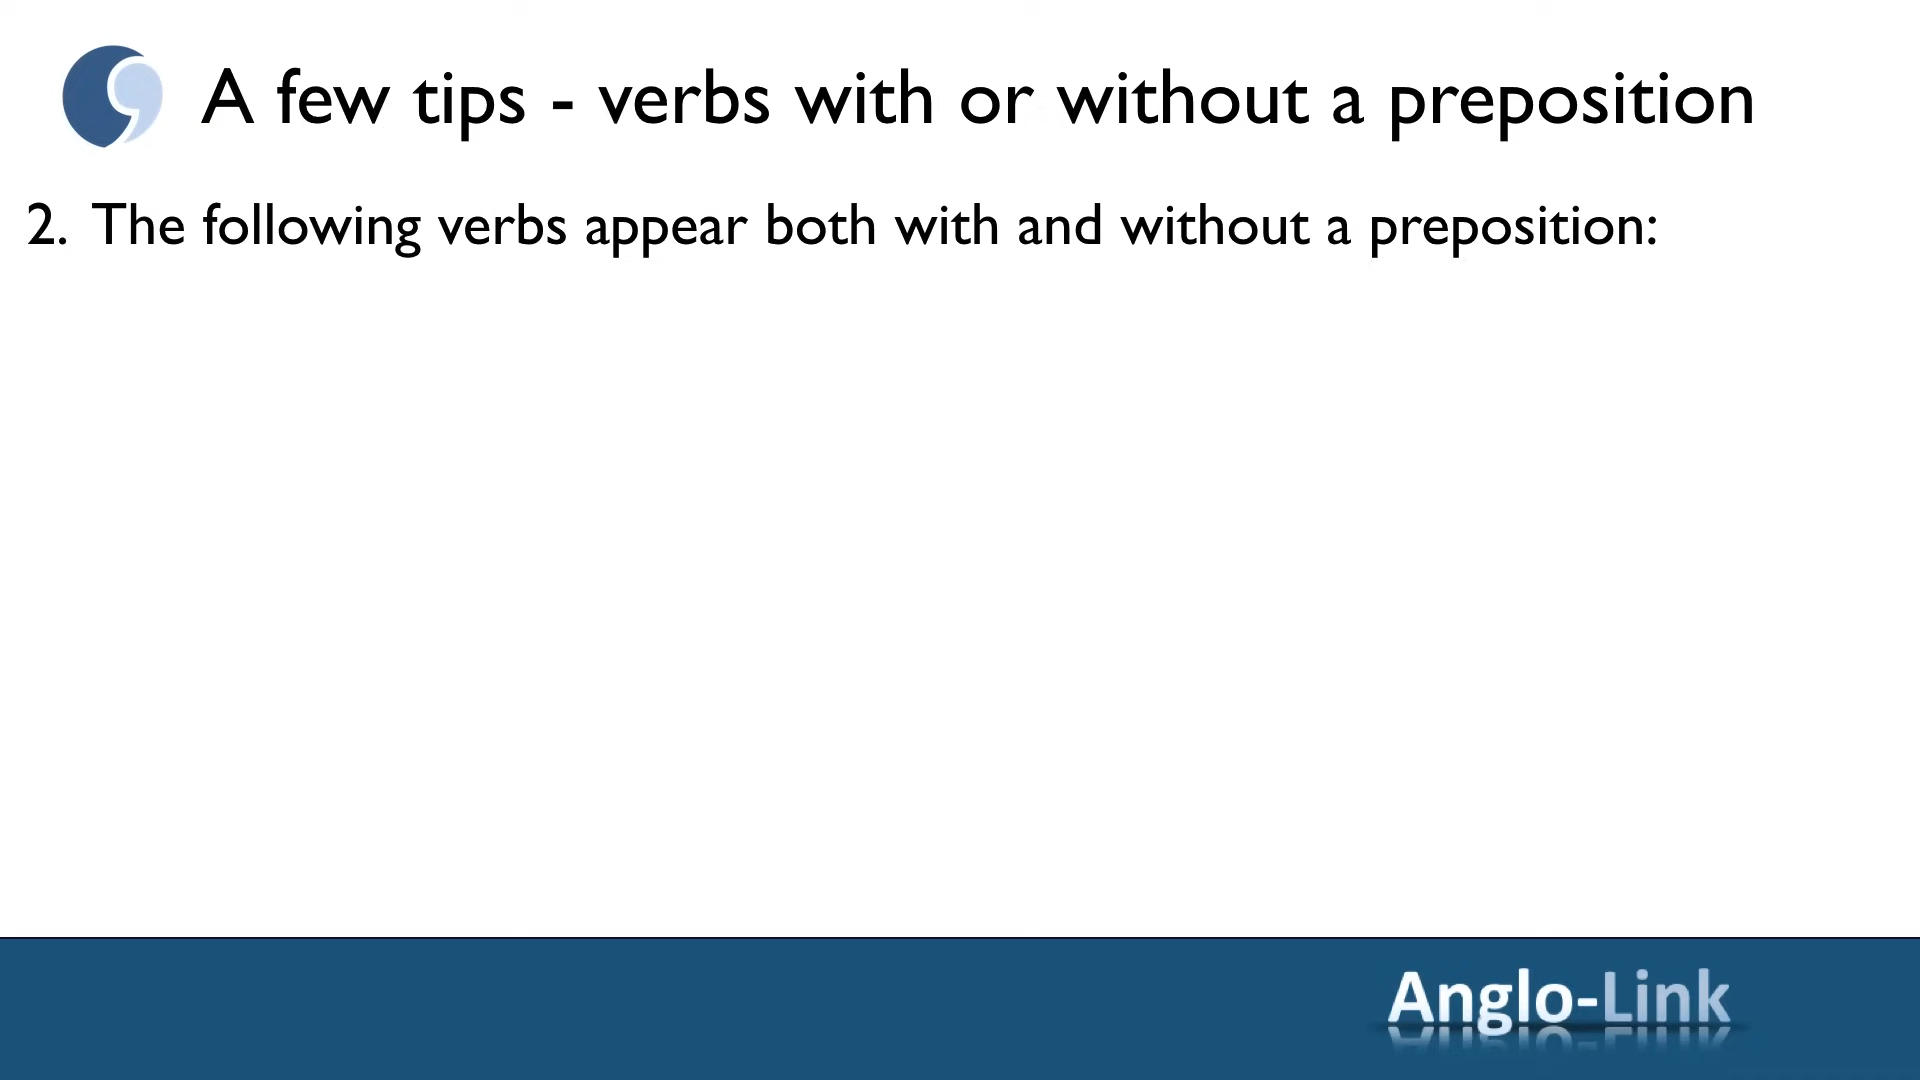 A few tips - verbs with or without a preposition
2. The following verbs appear both with and without a preposition:
Anglo-Link